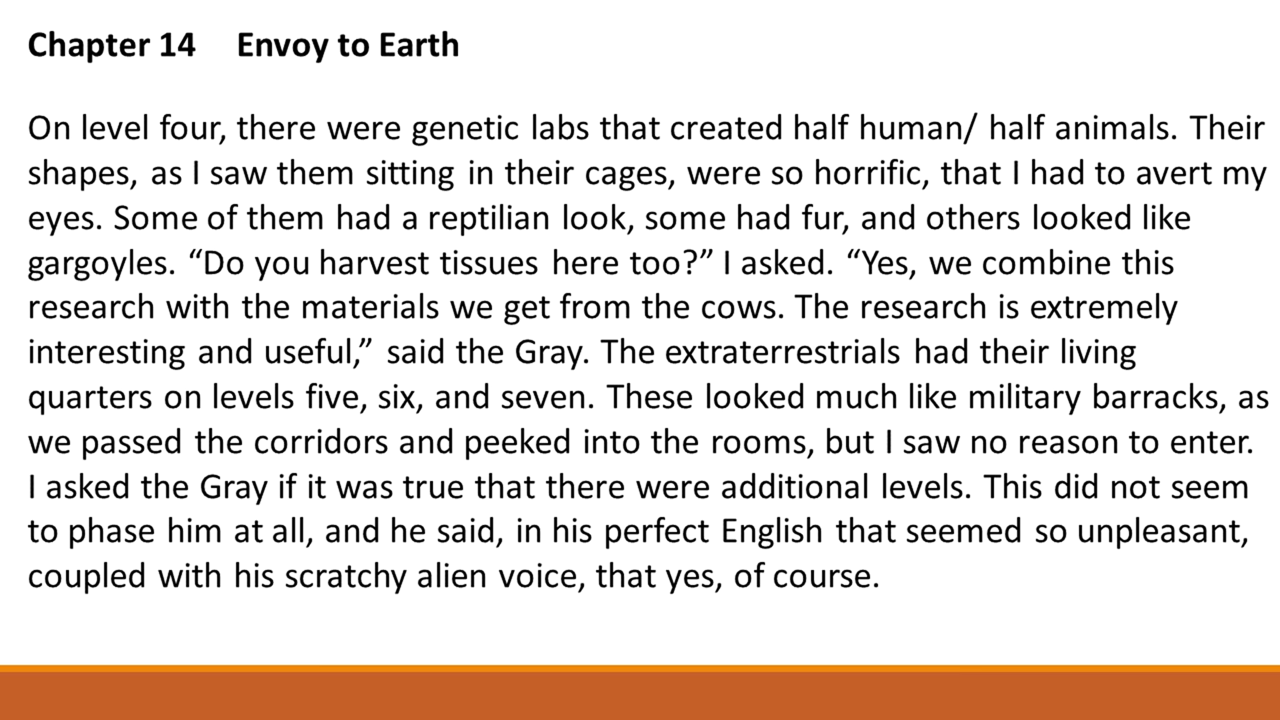 Chapter 14 Envoy to Earth
On level four, there were genetic labs that created half human/ half animals. Their
shapes, as I saw them sitting in their cages, were so horrific, that I had to avert my
eyes. Some of them had a reptilian look, some had fur, and others looked like
gargoyles. “Do you harvest tissues here too?” I asked. “Yes, we combine this
research with the materials we get from the cows. The research is extremely
interesting and useful,” said the Gray. The extraterrestrials had their living
quarters on levels five, six, and seven. These looked much like military barracks, as
we passed the corridors and peeked into the rooms, but I saw no reason to enter.
I asked the Gray if it was true that there were additional levels. This did not seem
to phase him at all, and he said, in his perfect English that seemed so unpleasant,
coupled with his scratchy alien voice, that yes, of course.